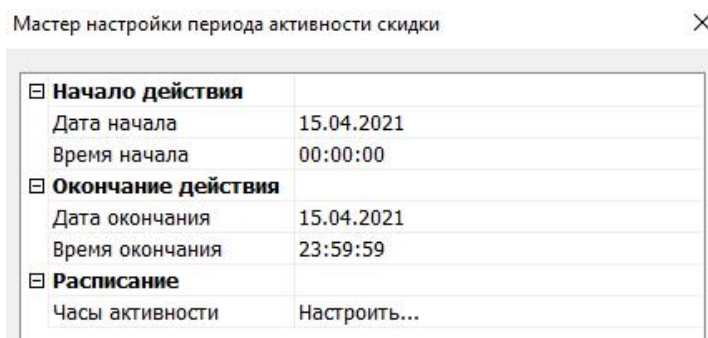 Мастер настройки периода активности скидки
Начало действия
Дата начала 15.04.2021
Время начала 00:00:00
Окончание действия
Дата окончания 15.04.2021
Время окончания 23:59:59
Расписание
Часы активности Настроить...